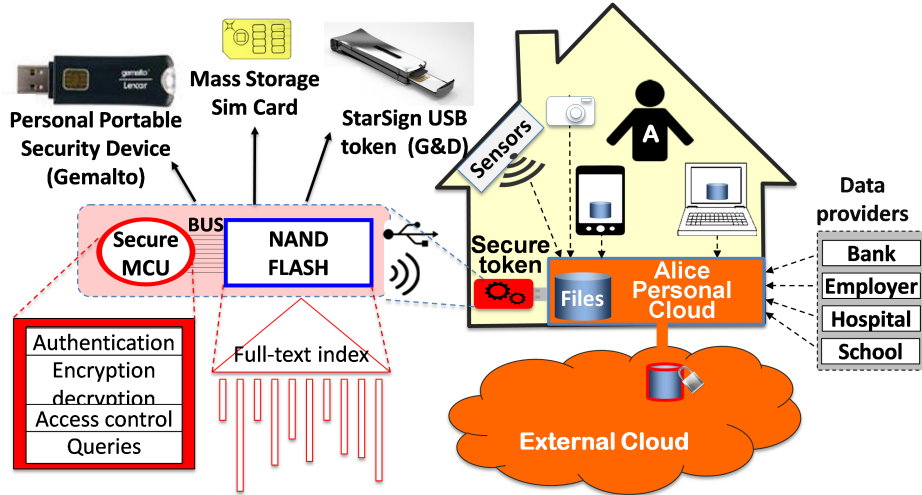 gemalto
Lexar
Personal Portable
Security Device
(Gemalto)
Mass Storage
Sim Card
StarSign USB
token (G&D)
BUS
Secure
MCU
NAND
FLASH
Authentication
Encryption
decryption
Access control
Queries
Full-text index
Sensors
A
Secure
token
Files
Alice
Personal
Cloud
External Cloud
Data
providers
Bank
Employer
Hospital
School